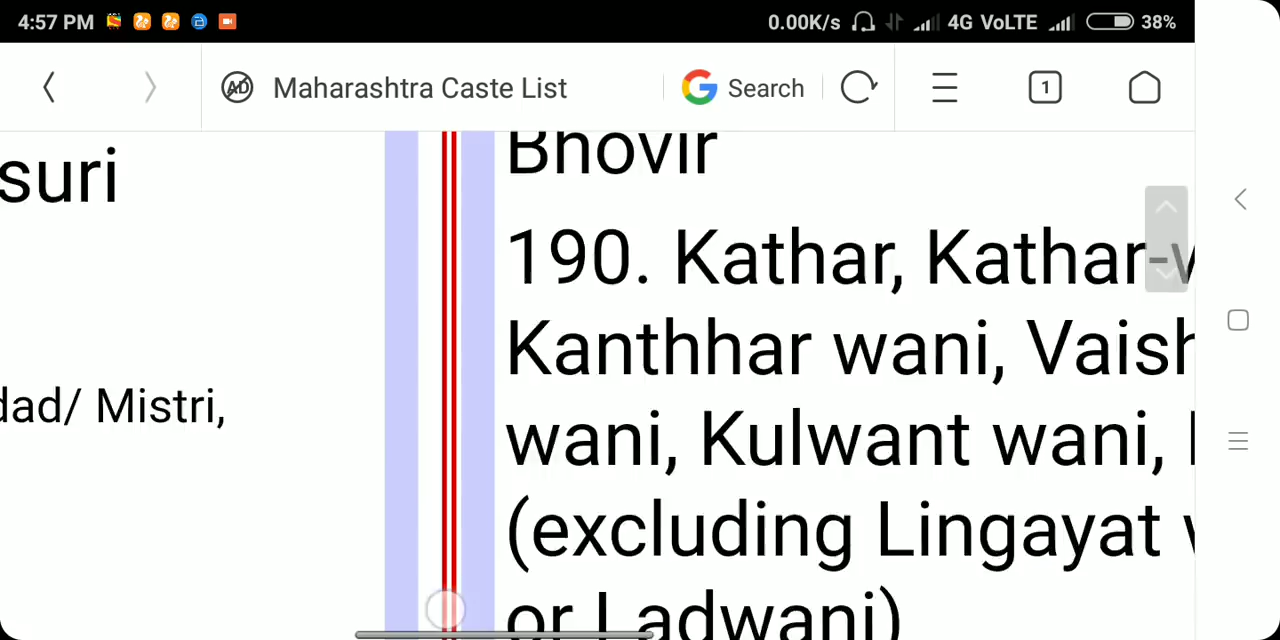 4:57 PM
0.00K/s 4G VoLTE 38%
Maharashtra Caste List
Search
1
suri
dad/ Mistri,
Bhovir
190. Kathar, Kathar-
Kanthhar wani, Vaish
wani, Kulwant wani,
(excluding Lingayat
or Ladwani)